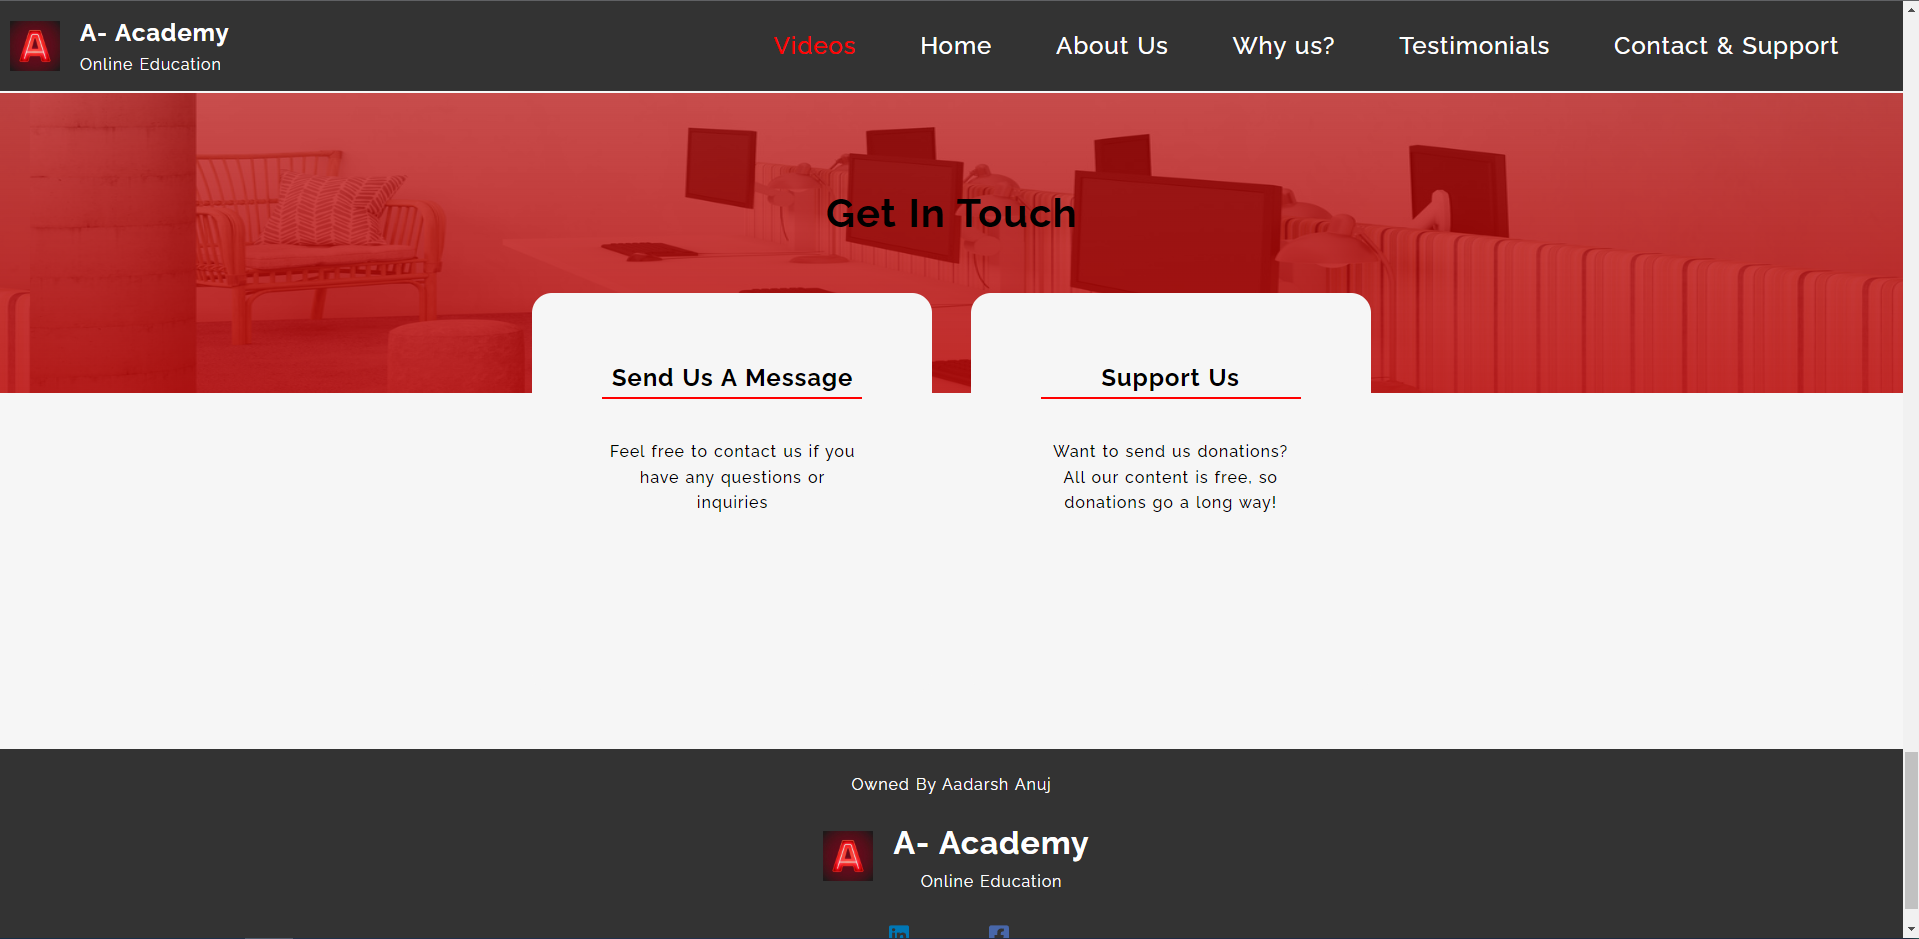 A
A- Academy
Online Education
Videos
Home
About Us
Why us?
Testimonials
Contact & Support
Get In Touch
Send Us A Message
Feel free to contact us if you
have any questions or
inquiries
Support Us
Want to send us donations?
All our content is free, so
donations go a long way!
Owned By Aadarsh Anuj
A
A- Academy
Online Education
in
f